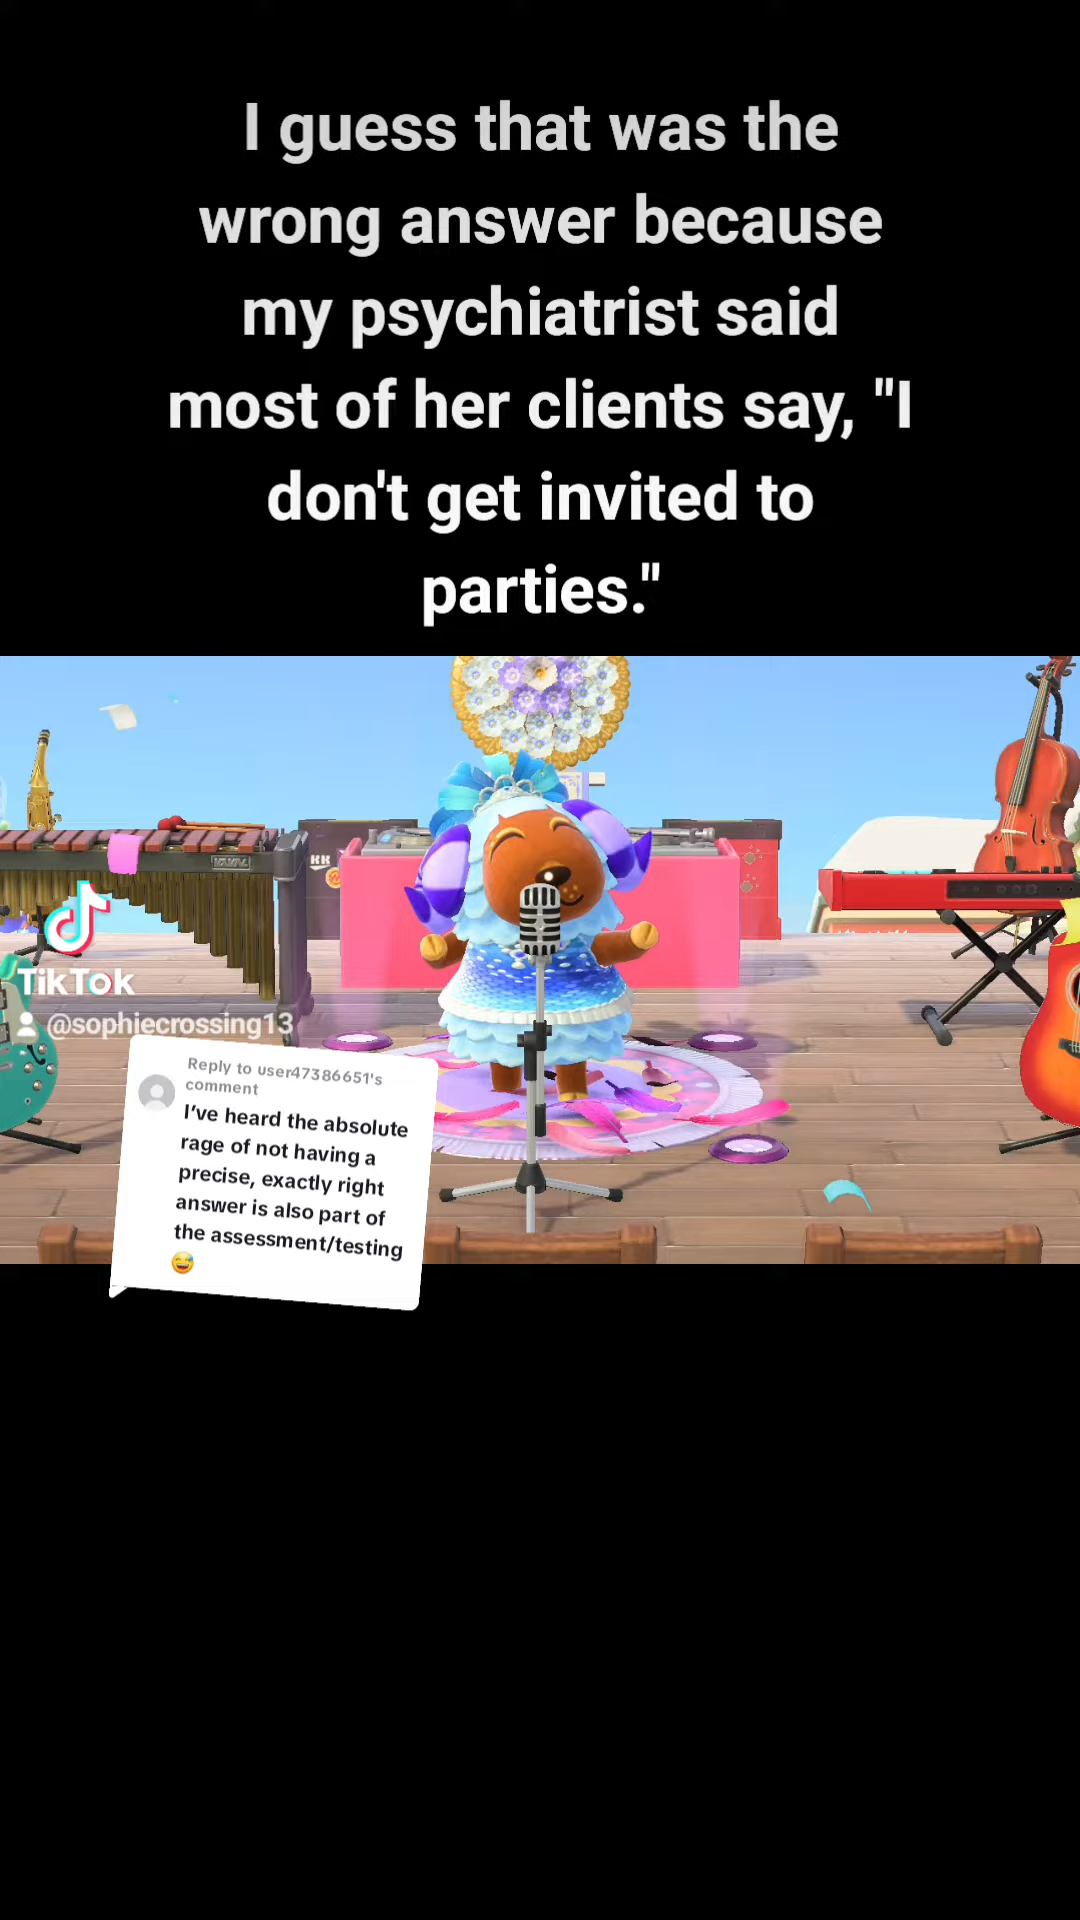 I guess that was the
wrong answer because
my psychiatrist said
most of her clients say, "I
don't get invited to
parties."
KK
TikTok
@sophiecrossing13
Reply to user47386651's
comment
I've heard the absolute
rage of not having a
precise, exactly right
answer is also part of
the assessment/testing
😅